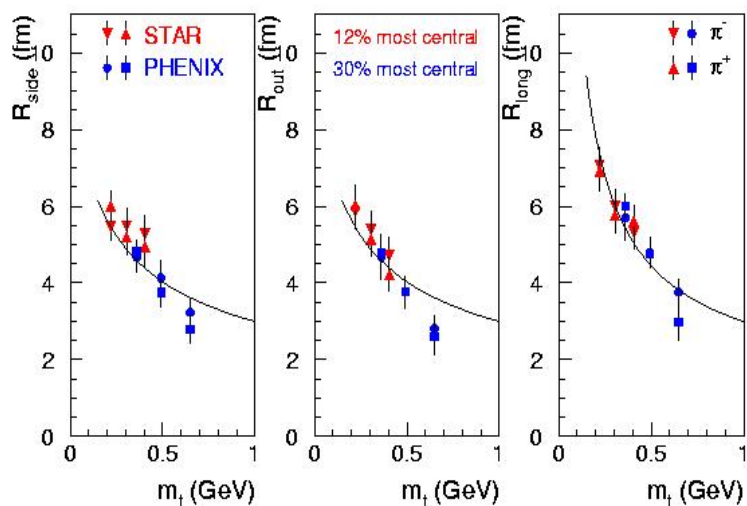 R_side (fm)
10
8
6
4
2
0
STAR
PHENIX
0
0.5
m_t (GeV)
R_out (fm)
10
8
6
4
2
0
12% most central
30% most central
0
0.5
m_t (GeV)
R_long (fm)
10
8
6
4
2
0
π⁻
π⁺
0
0.5
1
m_t (GeV)